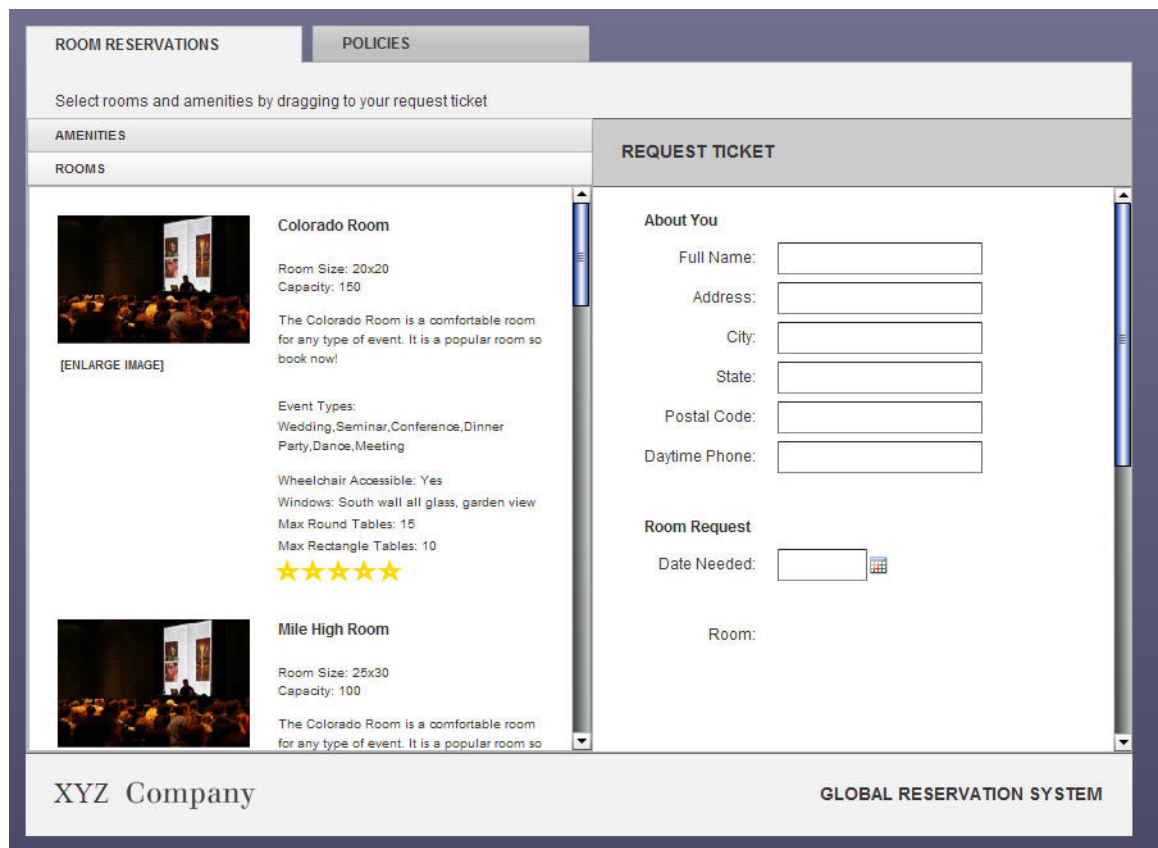 ROOM RESERVATIONS
POLICIES
Select rooms and amenities by dragging to your request ticket
AMENITIES
ROOMS
Colorado Room
Room Size: 20x20
Capacity: 150
The Colorado Room is a comfortable room
for any type of event. It is a popular room so
book now!
[ENLARGE IMAGE]
Event Types:
Wedding,Seminar,Conference,Dinner
Party,Dance,Meeting
Wheelchair Accessible: Yes
Windows: South wall all glass, garden view
Max Round Tables: 15
Max Rectangle Tables: 10
Mile High Room
Room Size: 25x30
Capacity: 100
The Colorado Room is a comfortable room
for any type of event. It is a popular room so
REQUEST TICKET
About You
Full Name:
Address:
City:
State:
Postal Code:
Daytime Phone:
Room Request
Date Needed:
Room:
XYZ Company
GLOBAL RESERVATION SYSTEM